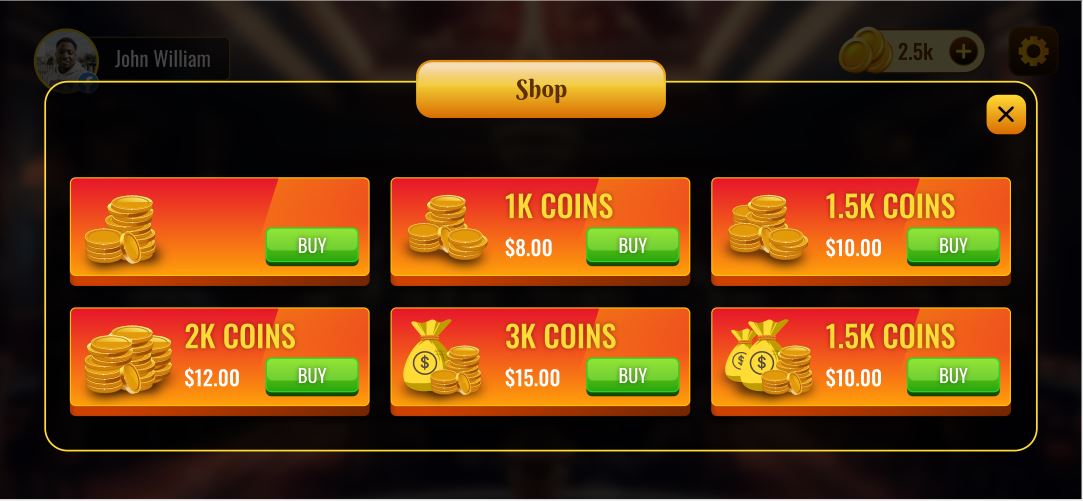 John William
2.5k
Shop
BUY
1K COINS
$8.00
BUY
1.5K COINS
$10.00
BUY
2K COINS
$12.00
BUY
3K COINS
$15.00
BUY
1.5K COINS
$10.00
BUY